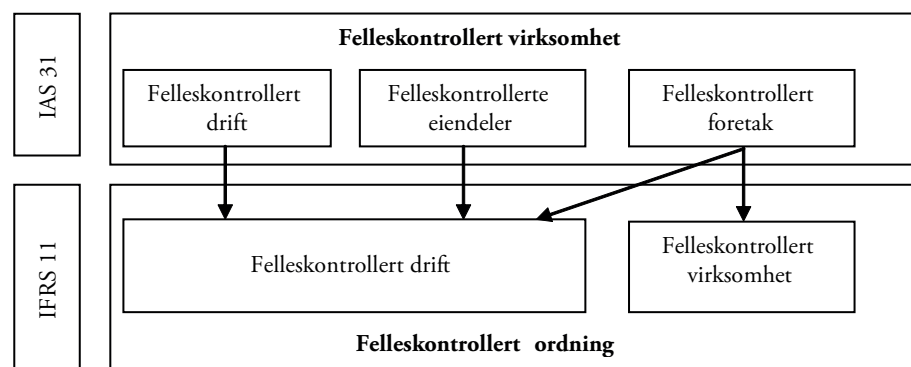 IAS 31
Felleskontrollert virksomhet
Felleskontrollert
drift
Felleskontrollerte
eiendeler
Felleskontrollert
foretak
IFRS 11
Felleskontrollert drift
Felleskontrollert
virksomhet
Felleskontrollert ordning